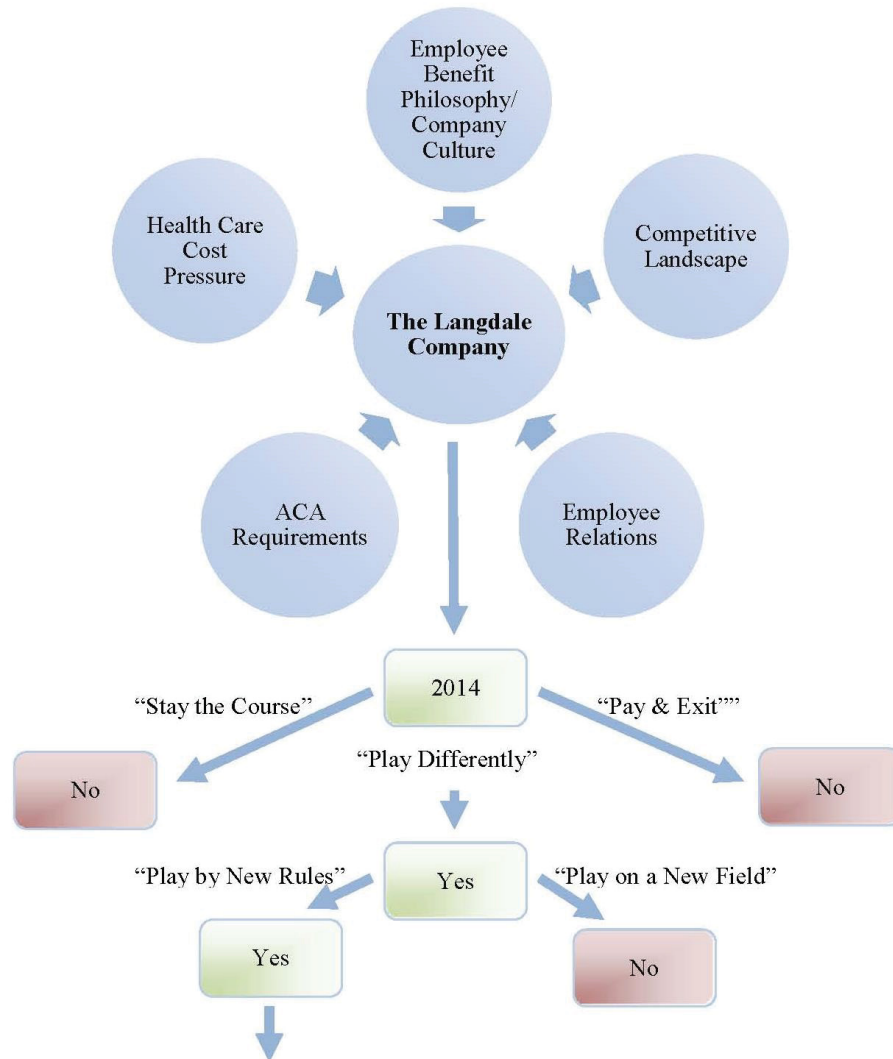 Employee
Benefit
Philosophy/
Company
Culture
Health Care
Cost
Pressure
Competitive
Landscape
The Langdale
Company
ACA
Requirements
Employee
Relations
2014
“Stay the Course”
“Pay & Exit””
“Play Differently”
No
No
“Play by New Rules”
Yes
“Play on a New Field”
Yes
No